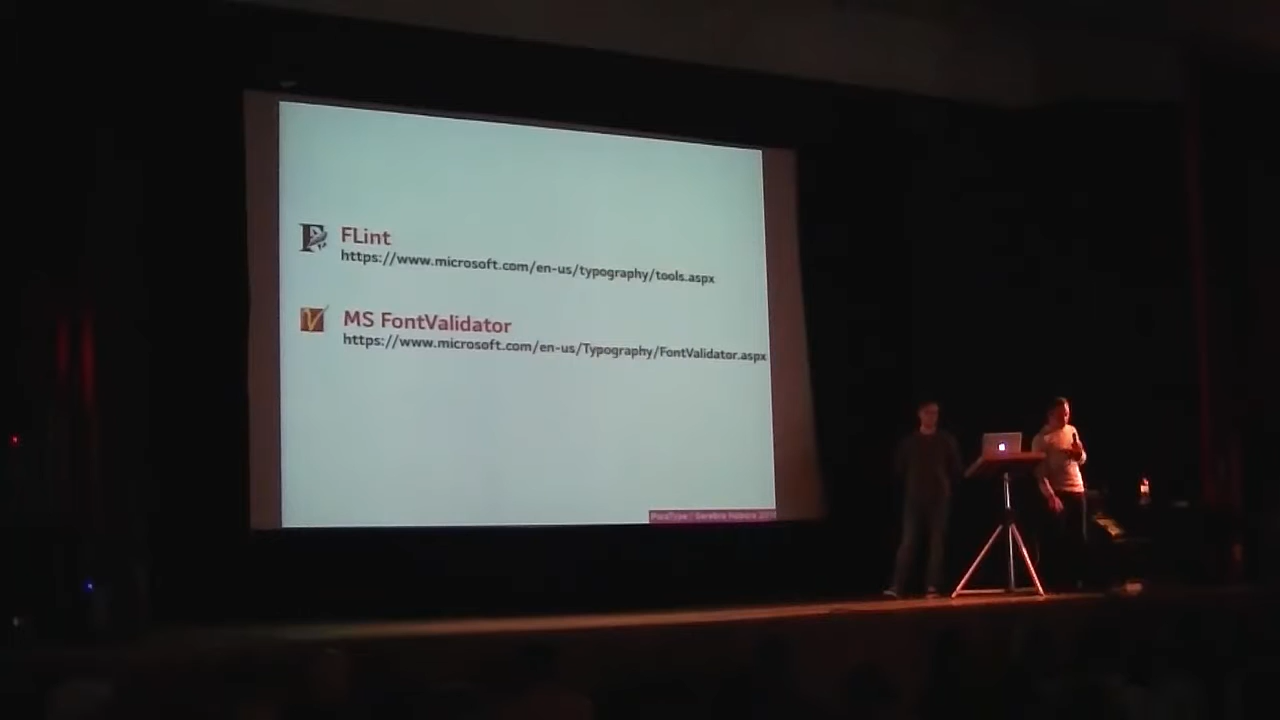 FLint
https://www.microsoft.com/en-us/typography/tools.aspx
MS FontValidator
https://www.microsoft.com/en-us/Typography/FontValidator.aspx